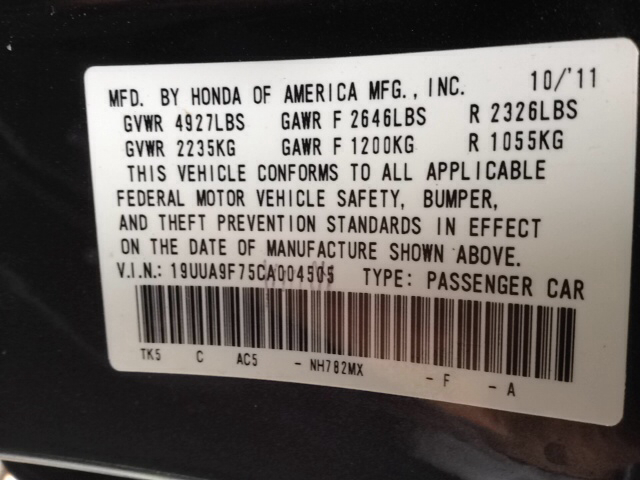 MFD. BY HONDA OF AMERICA MFG., INC. 10/'11
GVWR 4927LBS GAWR F 2646LBS R 2326LBS
GVWR 2235KG GAWR F 1200KG R 1055KG
THIS VEHICLE CONFORMS TO ALL APPLICABLE
FEDERAL MOTOR VEHICLE SAFETY, BUMPER,
AND THEFT PREVENTION STANDARDS IN EFFECT
ON THE DATE OF MANUFACTURE SHOWN ABOVE.
V.I.N.: 19UUA9F75CA004505 TYPE: PASSENGER CAR
TK5 C AC5 - NH782MX - F - A